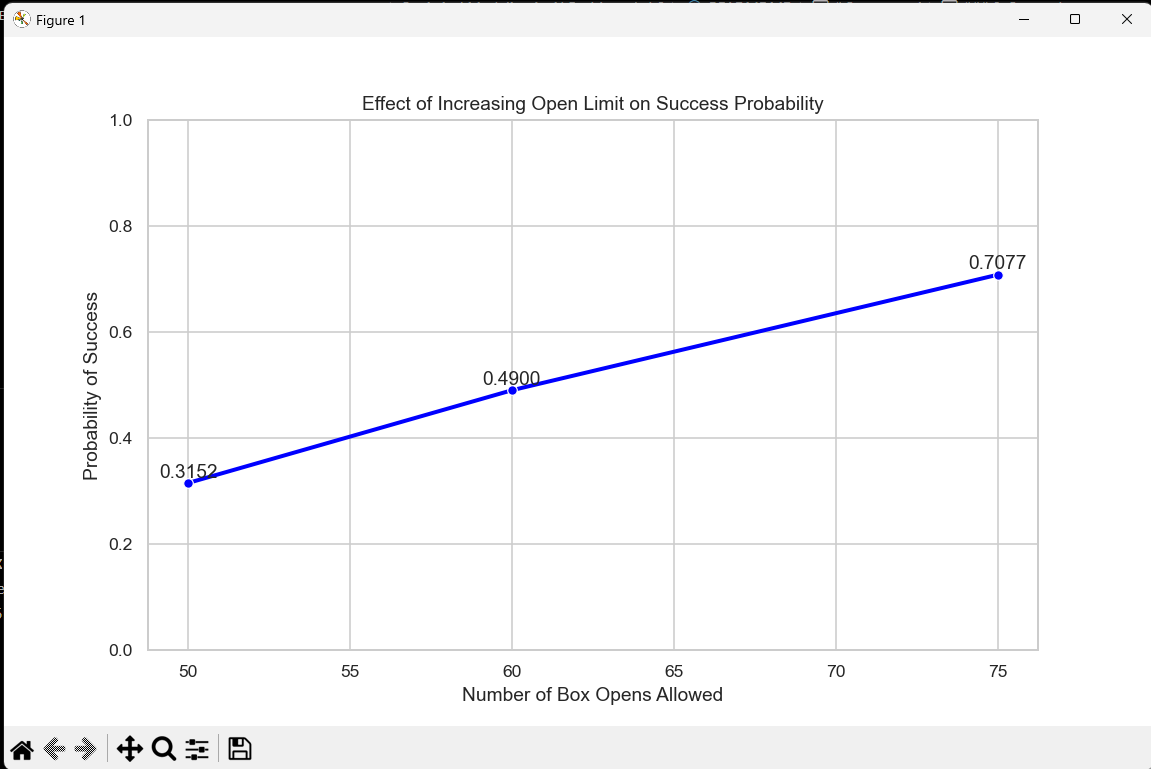 Figure 1
Effect of Increasing Open Limit on Success Probability
1.0
0.8
0.6
0.4
0.2
0.0
Probability of Success
0.3152
0.4900
0.7077
50 55 60 65 70 75
Number of Box Opens Allowed